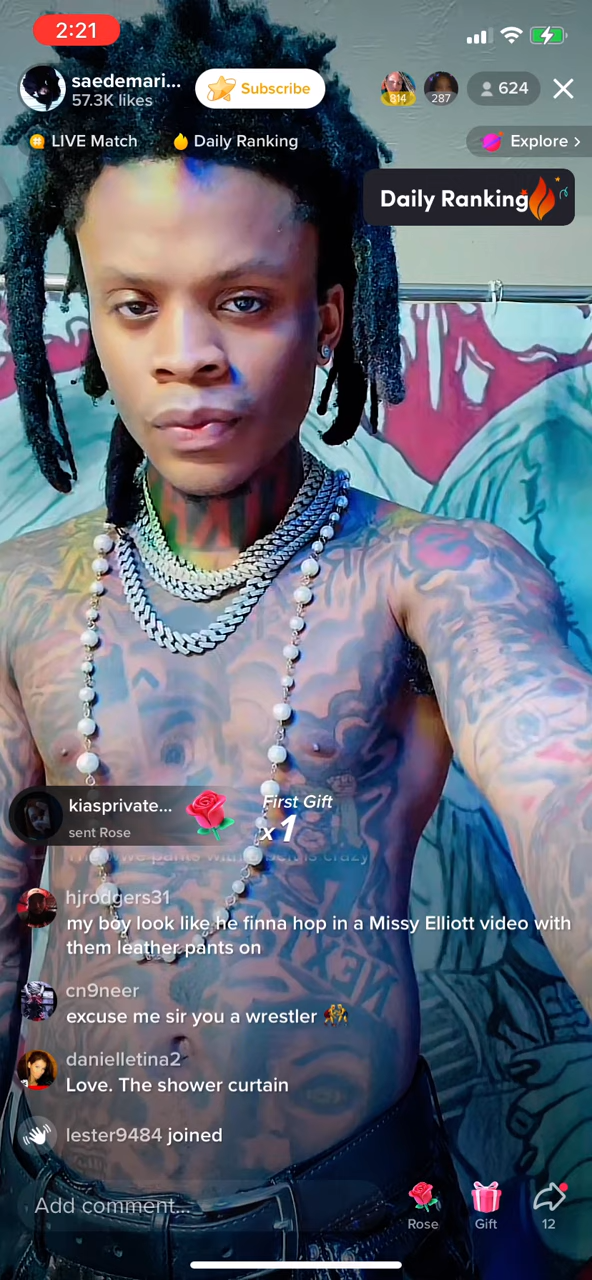 2:21
saedemari...
57.3K likes
Subscribe
814
287
624
LIVE Match
Daily Ranking
Explore >
Daily Ranking
kiasprivate...
sent Rose
First Gift
x1
hjrodgers31
my boy look like he finna hop in a Missy Elliott video with
them leather pants on
cn9neer
excuse me sir you a wrestler
danielletina2
Love. The shower curtain
lester9484 joined
Add comment...
Rose
Gift
12